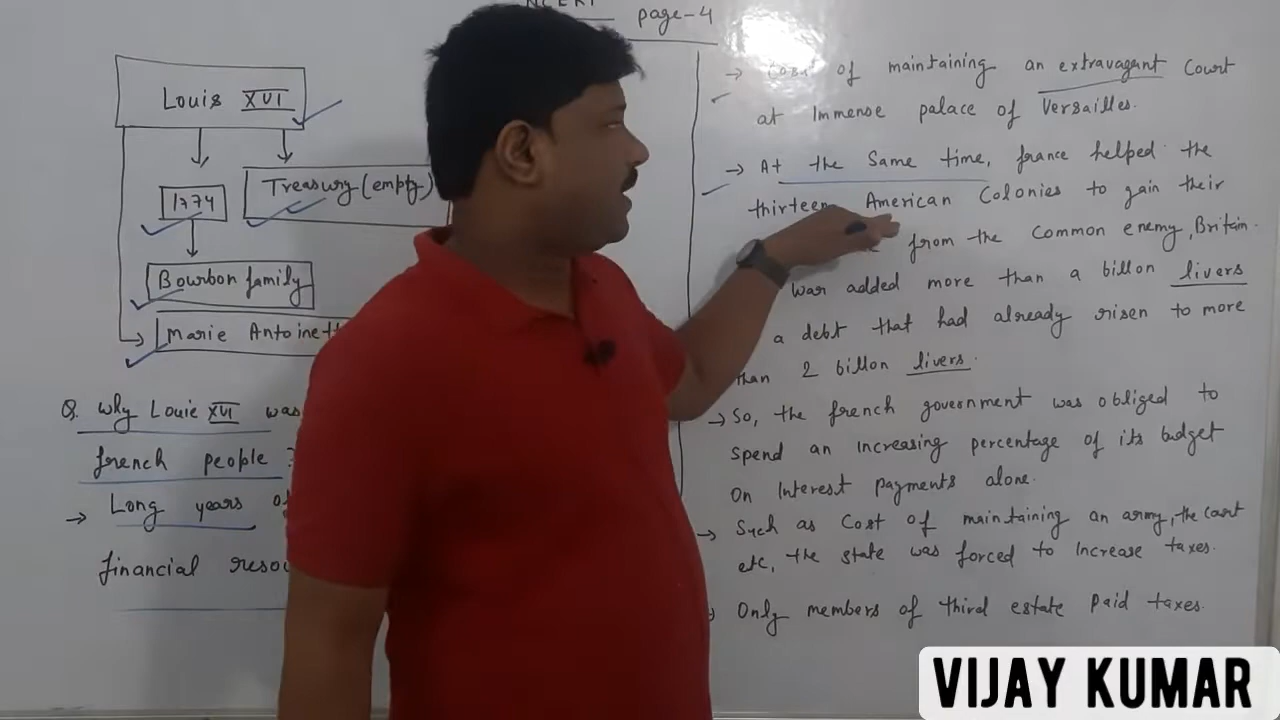 NCERT page-4
Louis XVI
1774
Treasury (empty)
Bourbon family
Marie Antoinett
Q. why Louie XVI was
french people ?
→ Long years of
financial resou
→ Cost of maintaining an extravagant Court
at Immense palace of Versailles.
→ At the Same time, france helped the
thirteen American Colonies to gain their
from the Common enemy, Britain.
war added more than a billon livers
a debt that had already risen to more
than 2 billon livers.
→ So, the french government was obliged to
spend an increasing percentage of its budget
on Interest payments alone.
→ Such as Cost of maintaining an army, the court
etc, the state was forced to Increase taxes.
Only members of third estate paid taxes.
VIJAY KUMAR